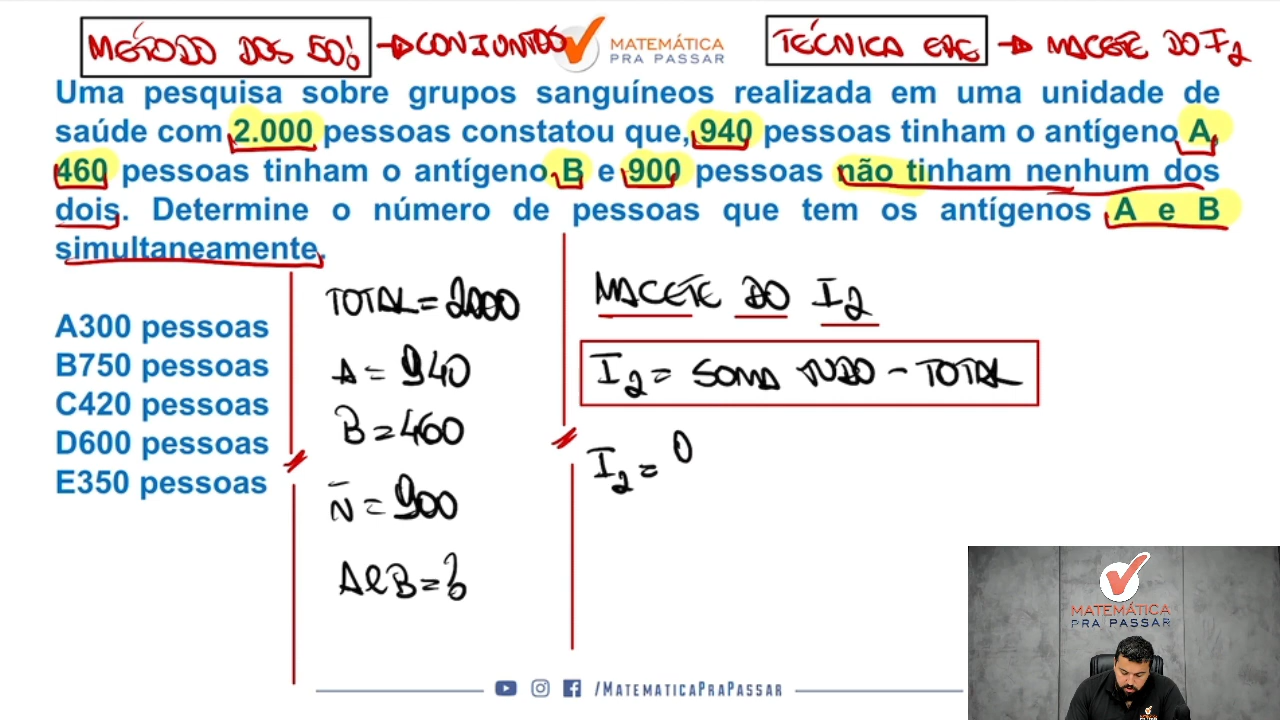 MÉTODO DOS 50% → CONJUNTOS
MATEMÁTICA
PRA PASSAR
→ MACETE DO I2
Uma pesquisa sobre grupos sanguíneos realizada em uma unidade de
saúde com 2.000 pessoas constatou que, 940 pessoas tinham o antígeno A,
460 pessoas tinham o antígeno B e 900 pessoas não tinham nenhum dos
dois. Determine o número de pessoas que tem os antígenos A e B
simultaneamente.
A300 pessoas
B750 pessoas
C420 pessoas
D600 pessoas
E350 pessoas
TOTAL = 2000
A = 940
B = 460
N = 900
A e B = ?
MACETE DO I2
I2 = SOMA TUDO - TOTAL
I2 =
MATEMÁTICA
PRA PASSAR
/MATEMATICAPRAPASSAR